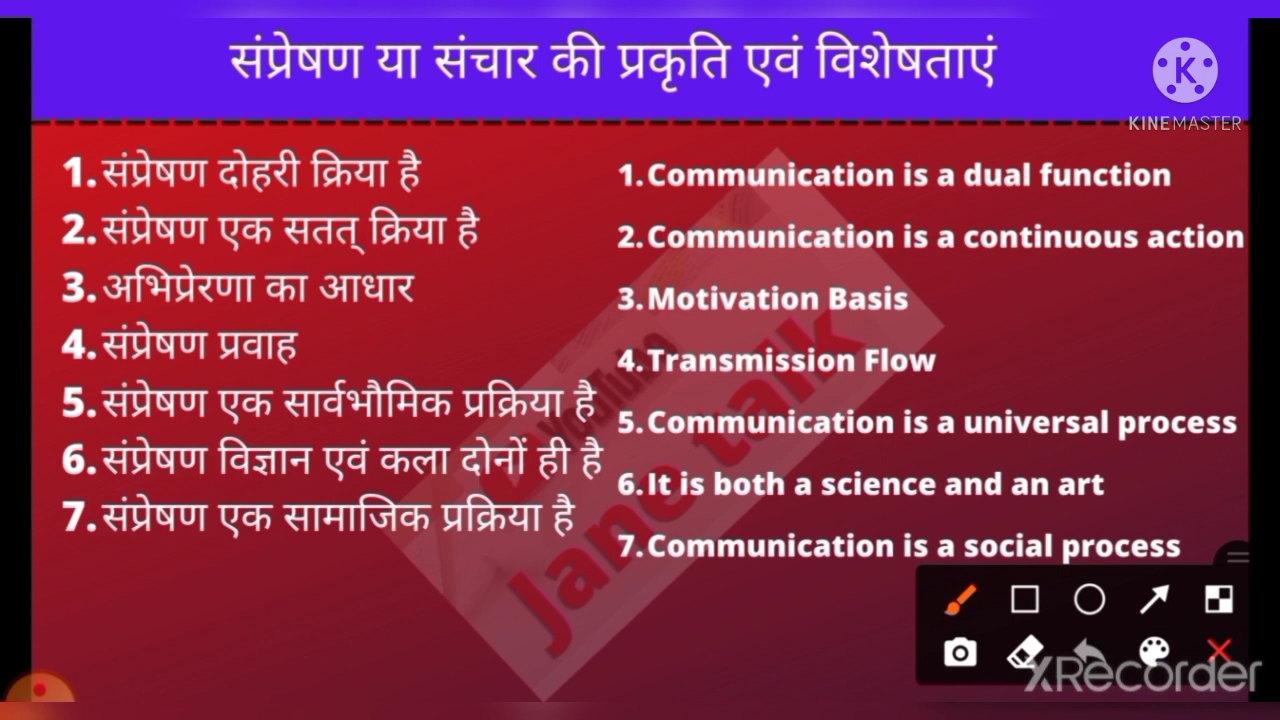 संप्रेषण या संचार की प्रकृति एवं विशेषताएं
K
KINEMASTER
1.संप्रेषण दोहरी क्रिया है
2.संप्रेषण एक सतत् क्रिया है
3.अभिप्रेरणा का आधार
4.संप्रेषण प्रवाह
5.संप्रेषण एक सार्वभौमिक प्रक्रिया है
6.संप्रेषण विज्ञान एवं कला दोनों ही है
7.संप्रेषण एक सामाजिक प्रक्रिया है
1.Communication is a dual function
2.Communication is a continuous action
3.Motivation Basis
4.Transmission Flow
5.Communication is a universal process
6.It is both a science and an art
7.Communication is a social process
YouTube
Jane talk
XRecorder